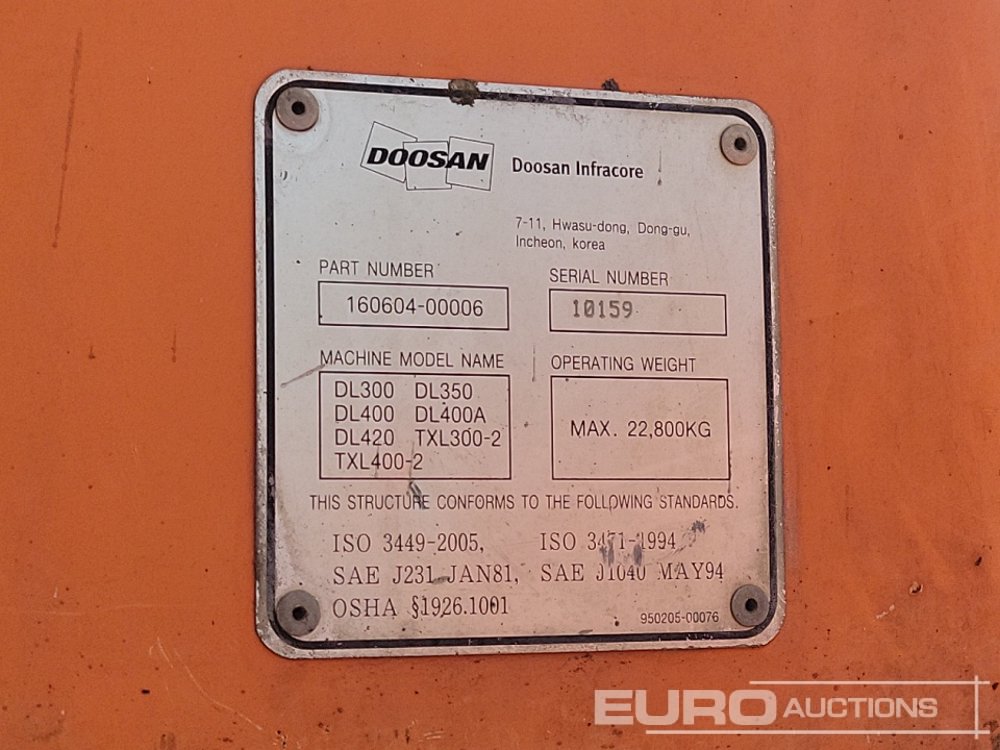 DOOSAN Doosan Infracore
7-11, Hwasu-dong, Dong-gu,
Incheon, korea
PART NUMBER
160604-00006
SERIAL NUMBER
10159
MACHINE MODEL NAME
DL300 DL350
DL400 DL400A
DL420 TXL300-2
TXL400-2
OPERATING WEIGHT
MAX. 22,800KG
THIS STRUCTURE CONFORMS TO THE FOLLOWING STANDARDS.
ISO 3449-2005, ISO 3471-1994
SAE J231 JAN81, SAE J1040 MAY94
OSHA §1926.1001
950205-00076
EURO AUCTIONS